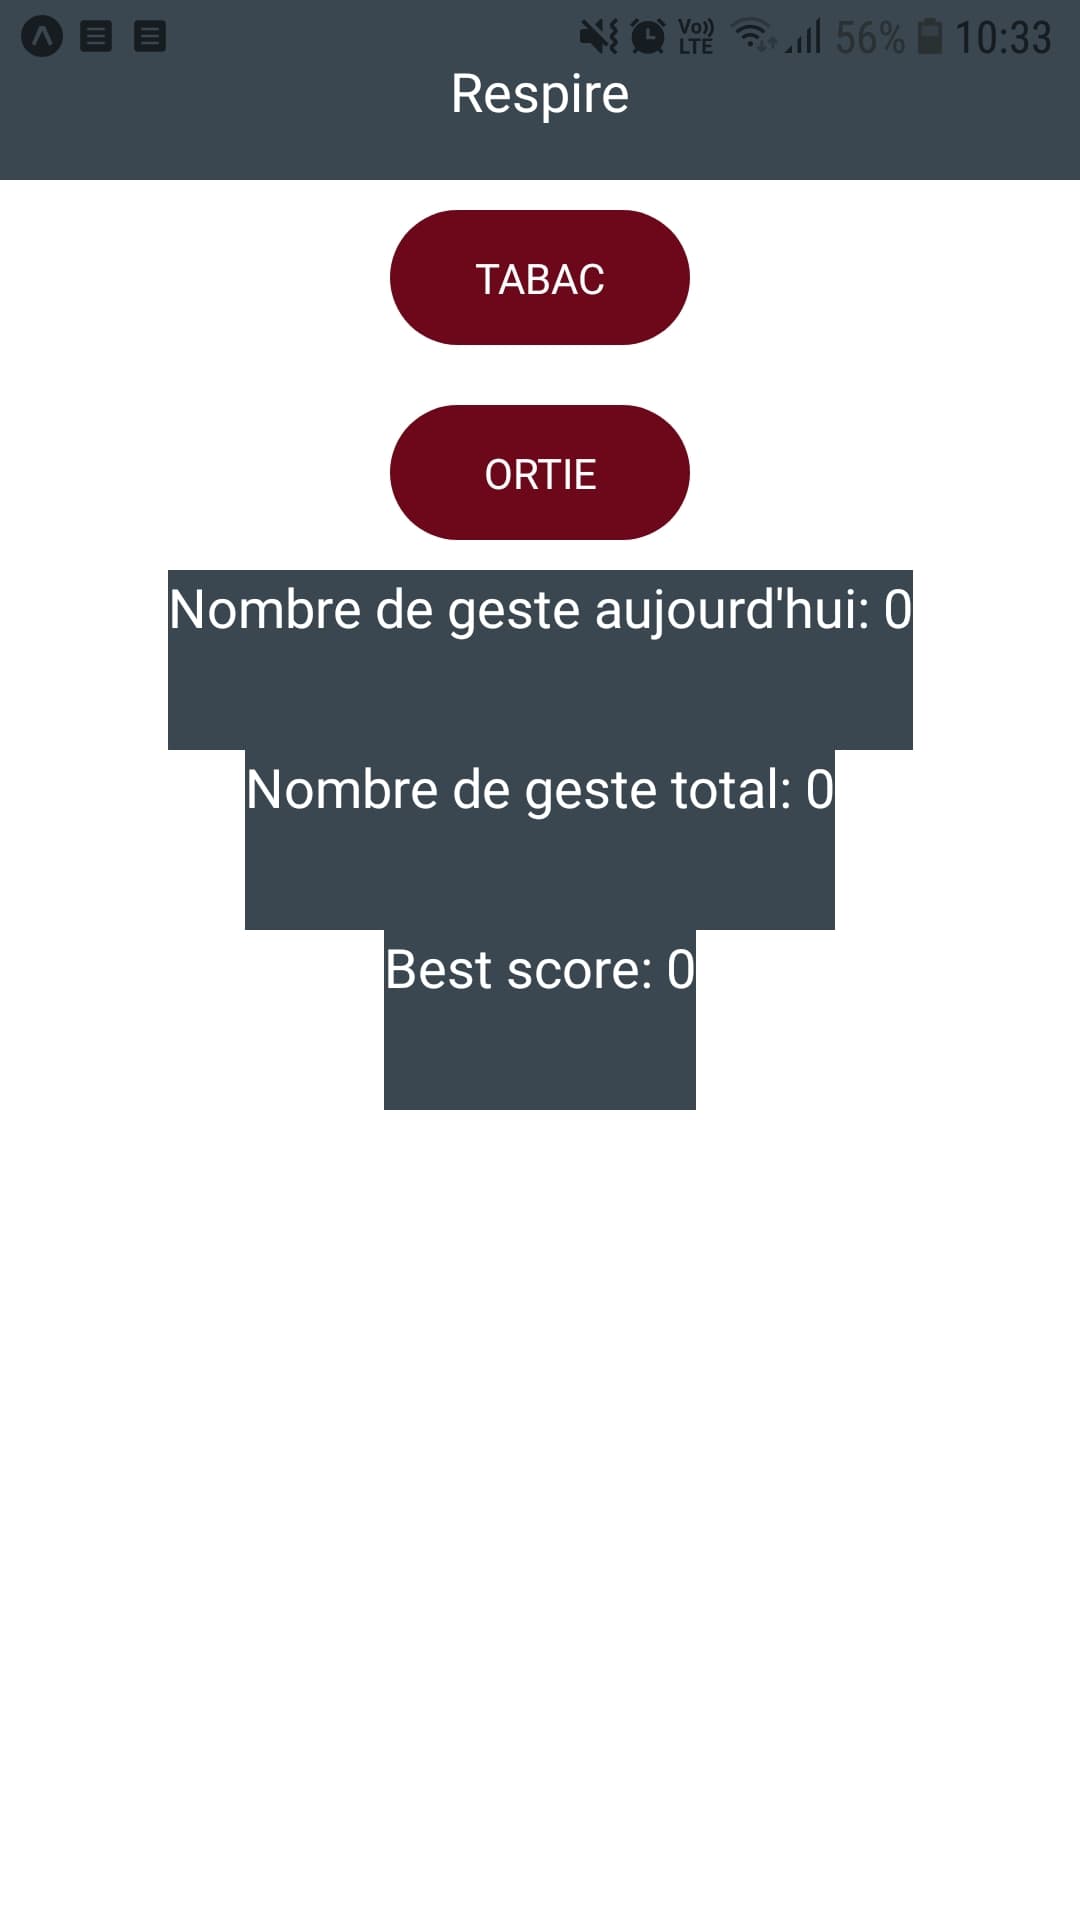 Vo)) LTE 56% 10:33
Respire
TABAC
ORTIE
Nombre de geste aujourd'hui: 0
Nombre de geste total: 0
Best score: 0